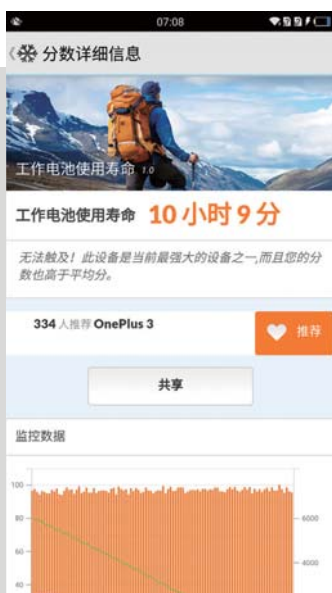 07:08
分数详细信息
工作电池使用寿命 1.0
工作电池使用寿命 10 小时 9 分
无法触及！此设备是当前最强大的设备之一,而且您的分
数也高于平均分。
334 人推荐 OnePlus 3
推荐
共享
监控数据
100
80
6000
60
4000
40